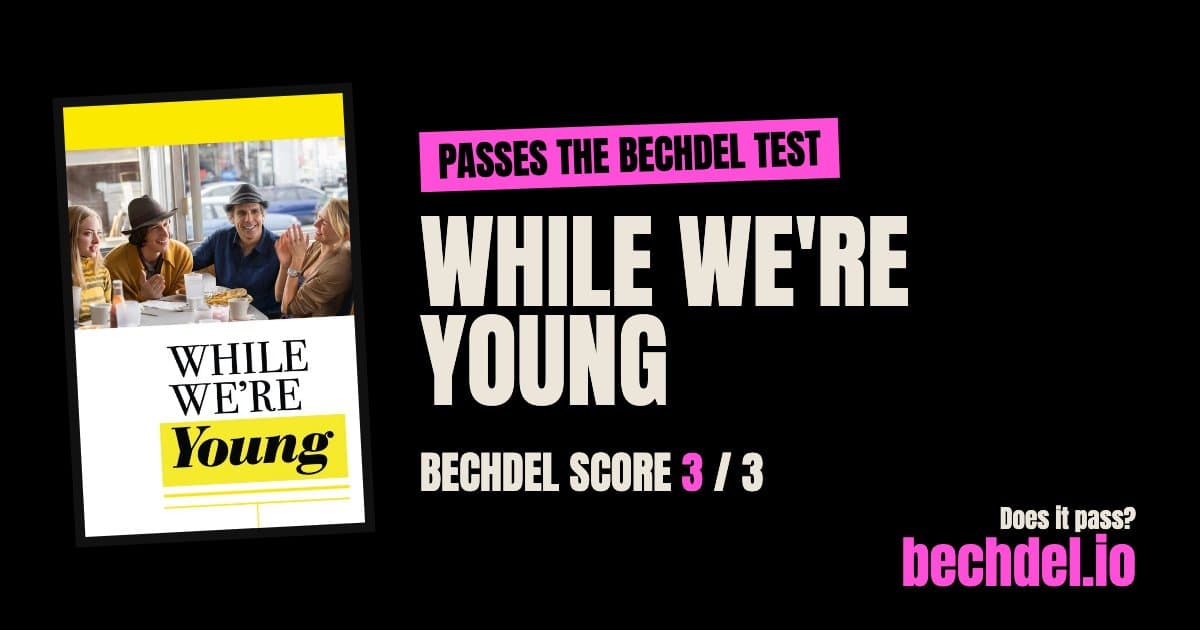 PASSES THE BECHDEL TEST
WHILE WE'RE
YOUNG
BECHDEL SCORE 3 / 3
WHILE
WE’RE
Young
Does it pass?
bechdel.io